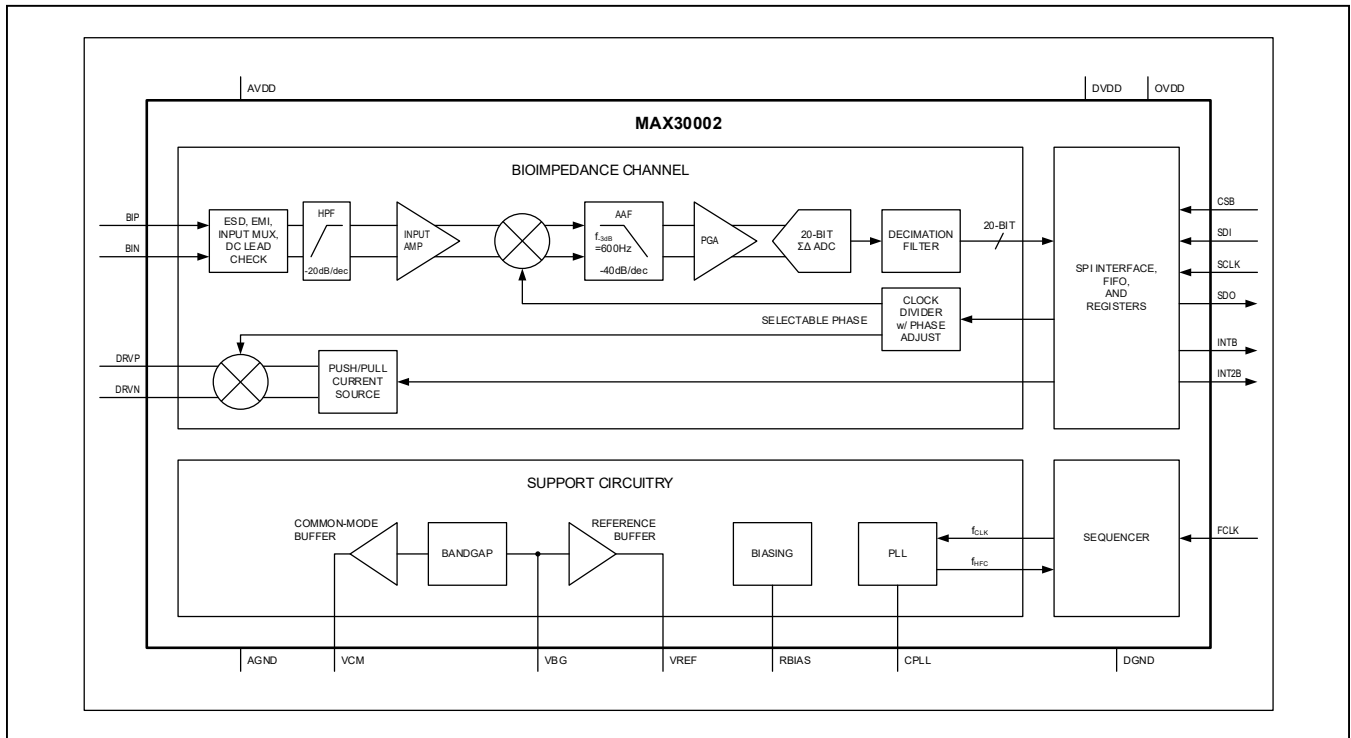 AVDD
DVDD
OVDD
MAX30002
BIOIMPEDANCE CHANNEL
BIP
BIN
ESD, EMI,
INPUT MUX,
DC LEAD
CHECK
HPF
-20dB/dec
INPUT
AMP
AAF
f-3dB
=600Hz
-40dB/dec
PGA
20-BIT
ΣΔ ADC
DECIMATION
FILTER
20-BIT
SPI INTERFACE,
FIFO,
AND
REGISTERS
CSB
SDI
SCLK
SDO
INTB
INT2B
SELECTABLE PHASE
CLOCK
DIVIDER
w/ PHASE
ADJUST
DRVP
DRVN
PUSH/PULL
CURRENT
SOURCE
SUPPORT CIRCUITRY
COMMON-MODE
BUFFER
BANDGAP
REFERENCE
BUFFER
BIASING
PLL
fCLK
fHFC
SEQUENCER
FCLK
AGND
VCM
VBG
VREF
RBIAS
CPLL
DGND